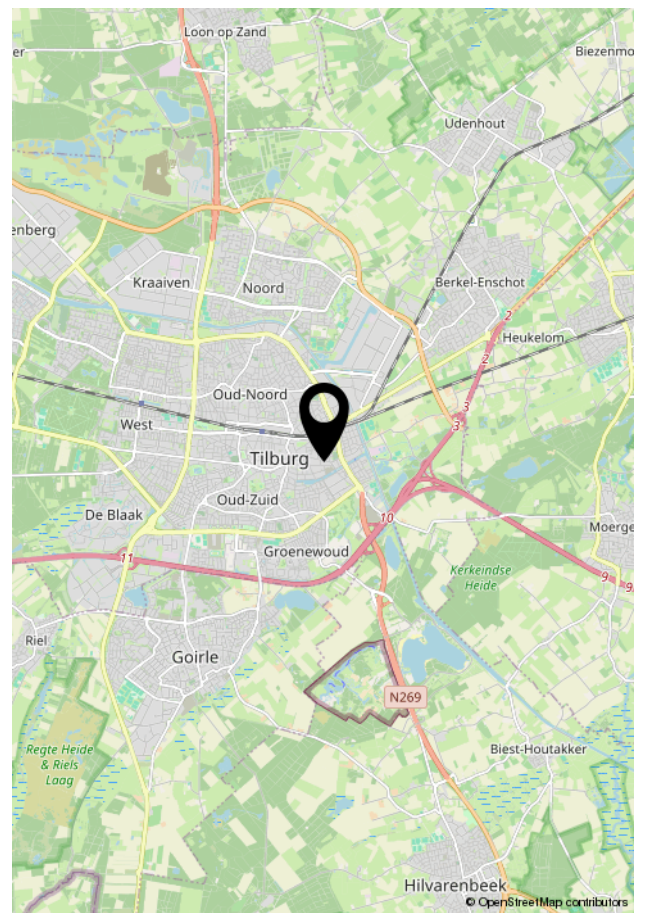 Loon op Zand
er
Biezenmo
Udenhout
enberg
Kraaiven
Noord
Berkel-Enschot
2
Heukelom
2
Oud-Noord
3
West
3
Tilburg
Oud-Zuid
De Blaak
10
Moerge
Groenewoud
11
Kerkeindse
Heide
9
9
Riel
Goirle
N269
Regte Heide
& Riels
Laag
Biest-Houtakker
Hilvarenbeek
© OpenStreetMap contributors